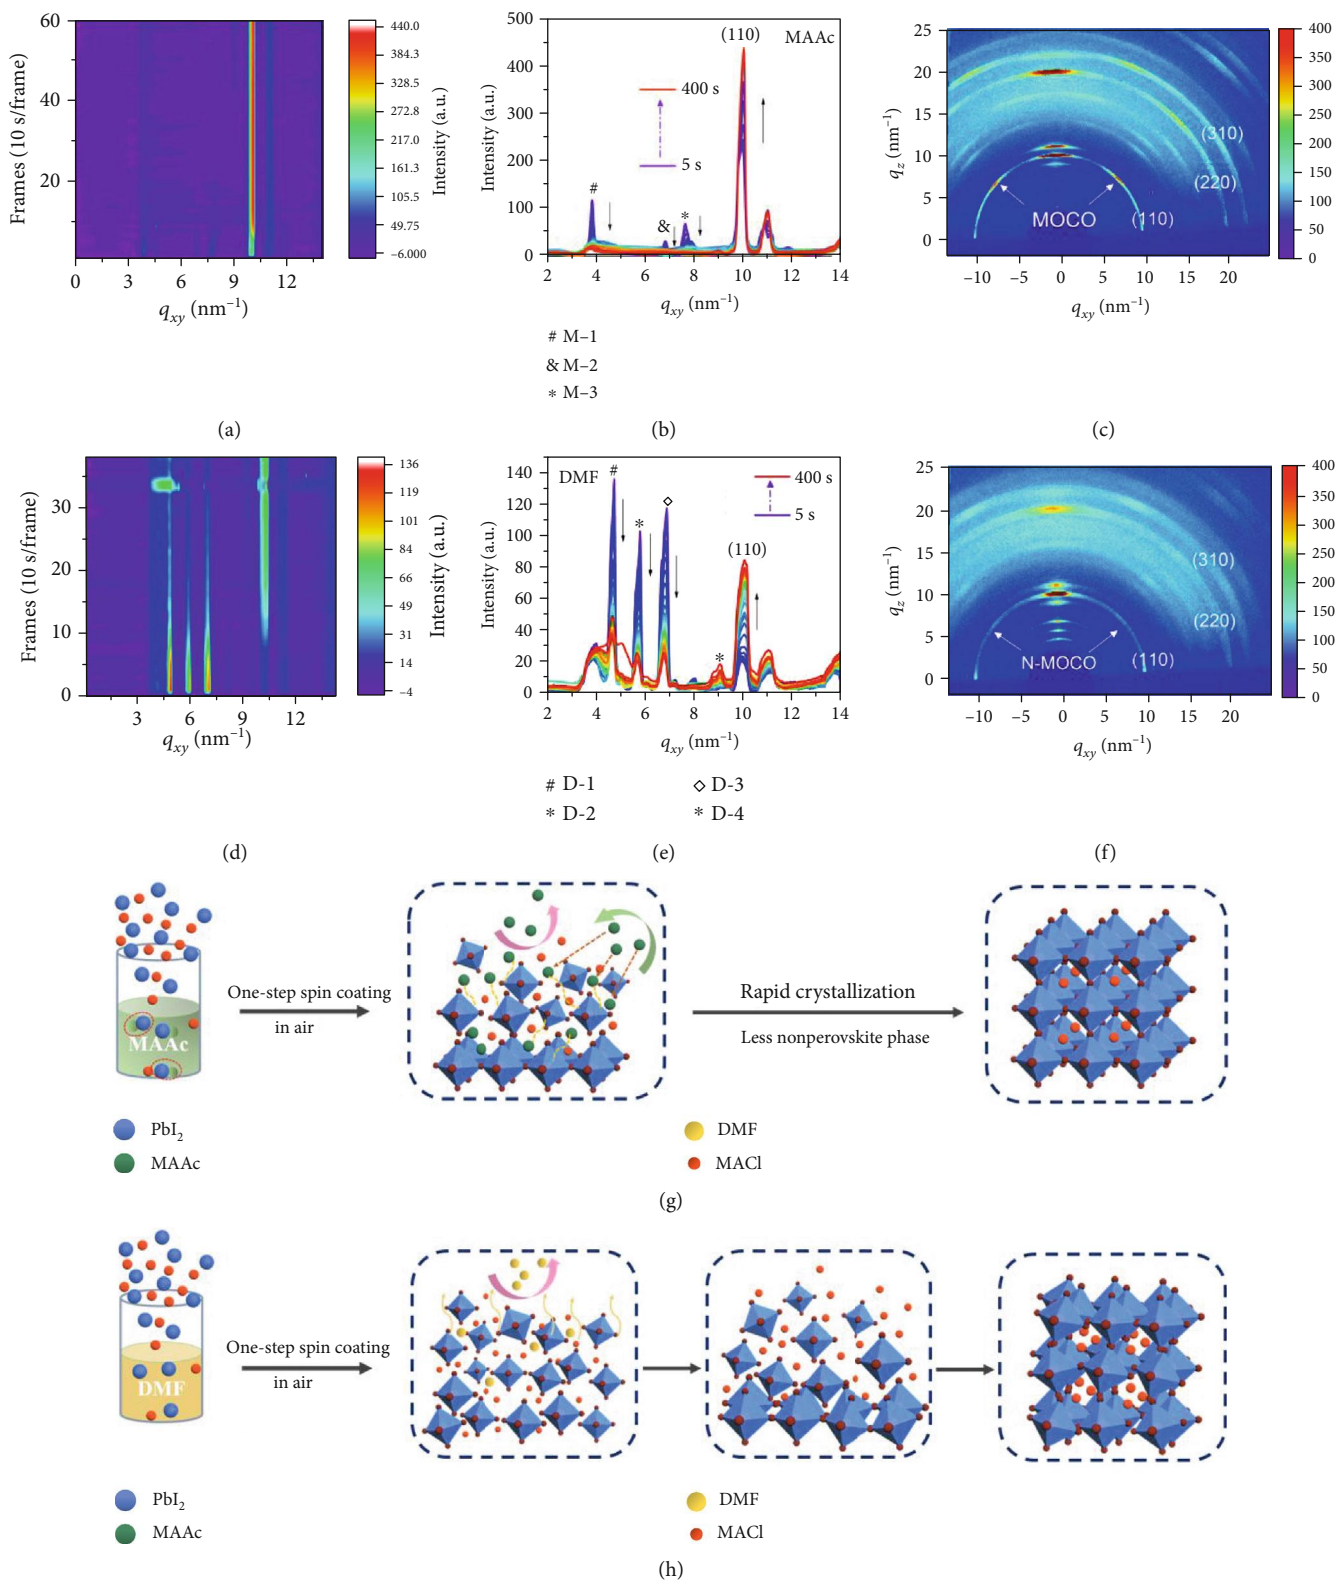 60
40
20
Frames (10 s/frame)
0 3 6 9 12
q_xy (nm⁻¹)
440.0
384.3
328.5
272.8
217.0
161.3
105.5
49.75
−6.000
Intensity (a.u.)
(a)
500
400
300
200
100
0
Intensity (a.u.)
(110) MAAc
400 s
5 s
#
& *
2 4 6 8 10 12 14
q_xy (nm⁻¹)
# M–1
& M–2
* M–3
(b)
25
20
15
10
5
0
q_z (nm⁻¹)
(310)
(220)
MOCO (110)
−10 −5 0 5 10 15 20
q_xy (nm⁻¹)
400
350
300
250
200
150
100
50
0
(c)
30
20
10
0
Frames (10 s/frame)
3 6 9 12
q_xy (nm⁻¹)
136
119
101
84
66
49
31
14
−4
Intensity (a.u.)
(d)
140
120
100
80
60
40
20
0
Intensity (a.u.)
DMF # 400 s
5 s
* ◇
(110)
*
2 4 6 8 10 12 14
q_xy (nm⁻¹)
# D-1 ◇ D-3
* D-2 * D-4
(e)
25
20
15
10
5
0
q_z (nm⁻¹)
(310)
(220)
N-MOCO (110)
−10 −5 0 5 10 15 20
q_xy (nm⁻¹)
400
350
300
250
200
150
100
50
0
(f)
MAAc
One-step spin coating
in air
Rapid crystallization
Less nonperovskite phase
PbI₂ DMF
MAAc MACl
(g)
DMF
One-step spin coating
in air
PbI₂ DMF
MAAc MACl
(h)